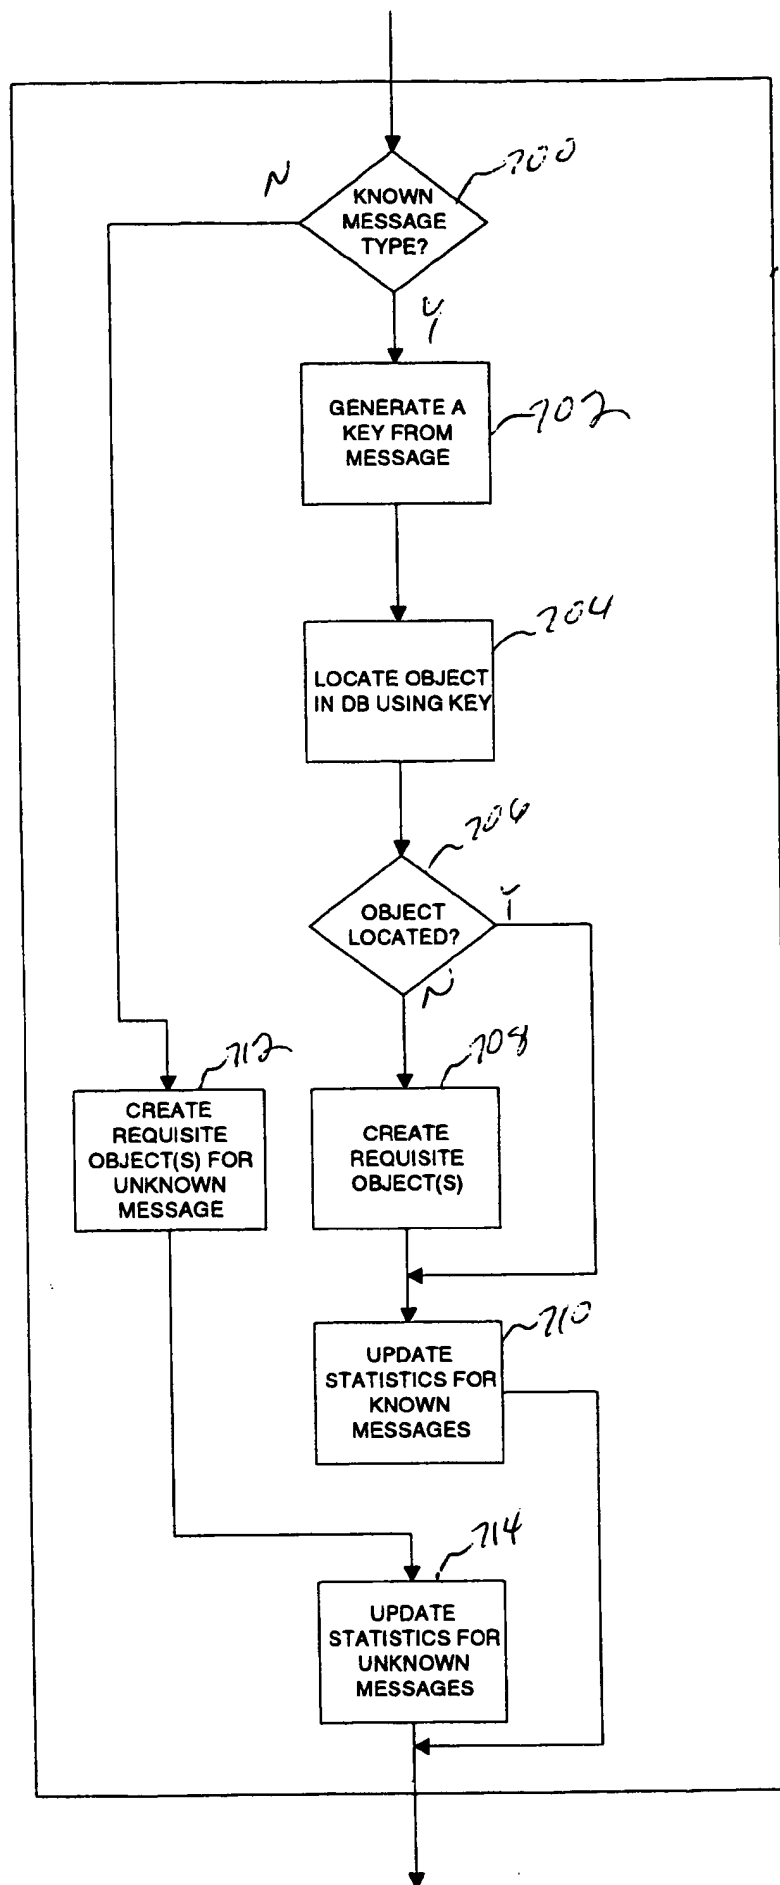 700
N
KNOWN
MESSAGE
TYPE?
Y
GENERATE A
KEY FROM
MESSAGE
702
704
LOCATE OBJECT
IN DB USING KEY
706
OBJECT
LOCATED?
Y
N
712
708
CREATE
REQUISITE
OBJECT(S) FOR
UNKNOWN
MESSAGE
CREATE
REQUISITE
OBJECT(S)
710
UPDATE
STATISTICS FOR
KNOWN
MESSAGES
714
UPDATE
STATISTICS FOR
UNKNOWN
MESSAGES